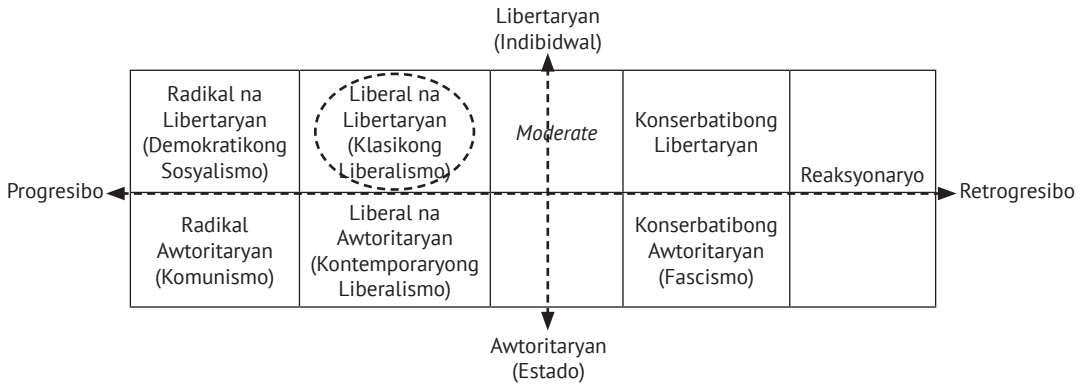 Libertaryan
(Indibidwal)
Radikal na
Libertaryan
(Demokratikong
Sosyalismo)
Liberal na
Libertaryan
(Klasikong
Liberalismo)
Moderate
Konserbatibong
Libertaryan
Reaksyonaryo
Progresibo
Retrogresibo
Radikal
Awtoritaryan
(Komunismo)
Liberal na
Awtoritaryan
(Kontemporaryong
Liberalismo)
Konserbatibong
Awtoritaryan
(Fascismo)
Awtoritaryan
(Estado)